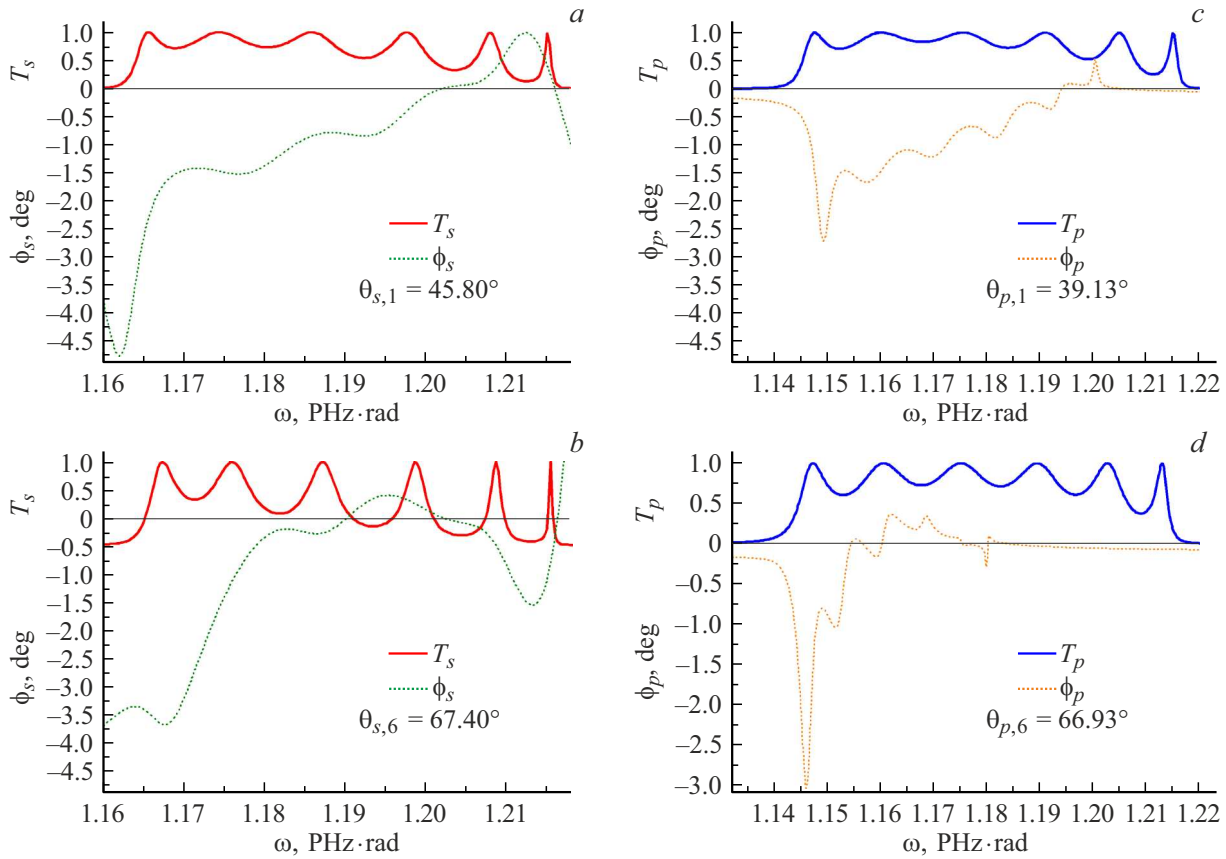 a
1.0
0.5
0
–0.5
–1.0
–1.5
–2.0
–2.5
–3.0
–3.5
–4.0
–4.5
T_s
ϕ_s, deg
T_s
ϕ_s
θ_{s,1} = 45.80°
1.16 1.17 1.18 1.19 1.20 1.21
ω, PHz·rad
c
1.0
0.5
0
–0.5
–1.0
–1.5
–2.0
–2.5
–3.0
–3.5
–4.0
–4.5
T_p
ϕ_p, deg
T_p
ϕ_p
θ_{p,1} = 39.13°
1.14 1.15 1.16 1.17 1.18 1.19 1.20 1.21 1.22
ω, PHz·rad
b
1.0
0.5
0
–0.5
–1.0
–1.5
–2.0
–2.5
–3.0
–3.5
–4.0
–4.5
T_s
ϕ_s, deg
T_s
ϕ_s
θ_{s,6} = 67.40°
1.16 1.17 1.18 1.19 1.20 1.21
ω, PHz·rad
d
1.0
0.5
0
–0.5
–1.0
–1.5
–2.0
–2.5
–3.0
T_p
ϕ_p, deg
T_p
ϕ_p
θ_{p,6} = 66.93°
1.14 1.15 1.16 1.17 1.18 1.19 1.20 1.21 1.22
ω, PHz·rad